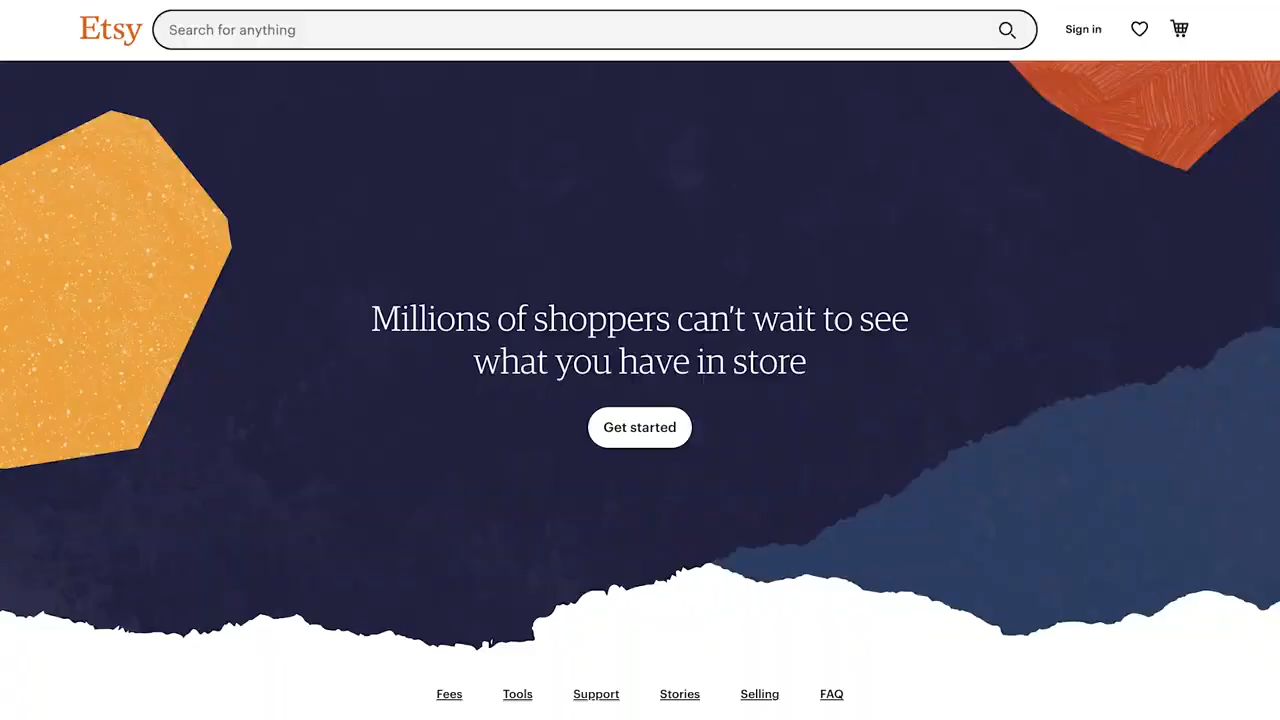 Etsy
Search for anything
Sign in
Millions of shoppers can't wait to see
what you have in store
Get started
Fees Tools Support Stories Selling FAQ